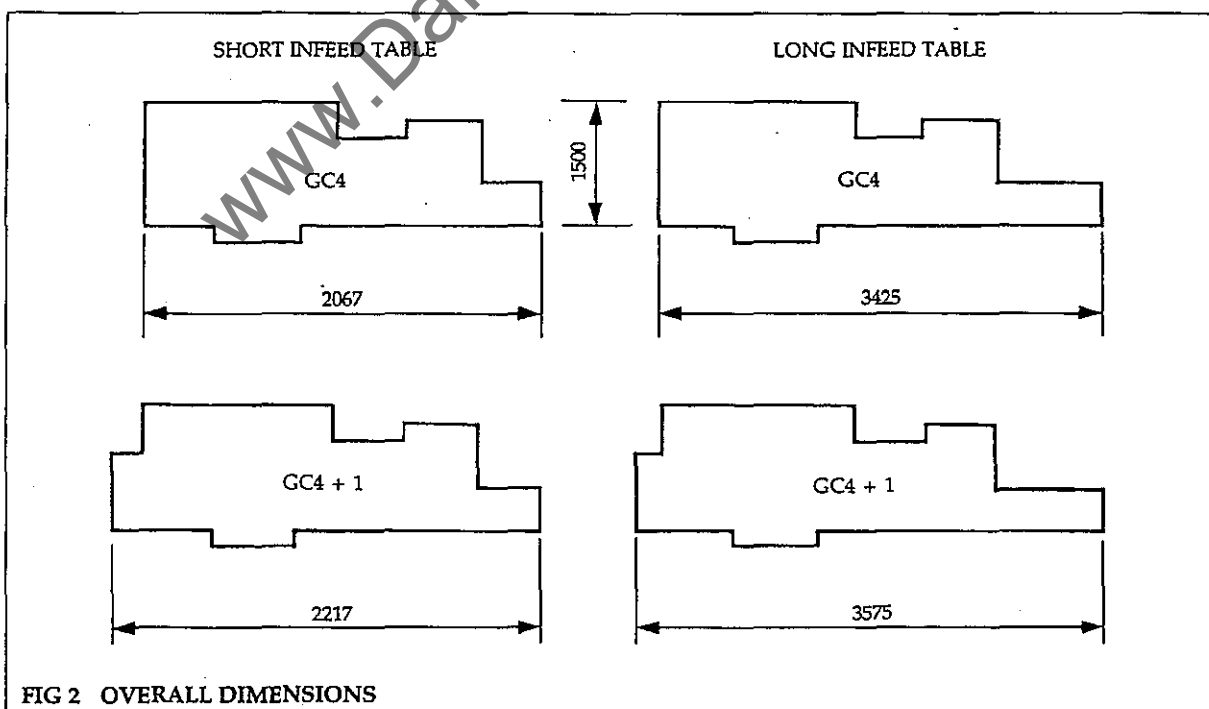 SHORT INFEED TABLE
LONG INFEED TABLE
GC4
1500
GC4
2067
3425
GC4 + 1
GC4 + 1
2217
3575
FIG 2 OVERALL DIMENSIONS